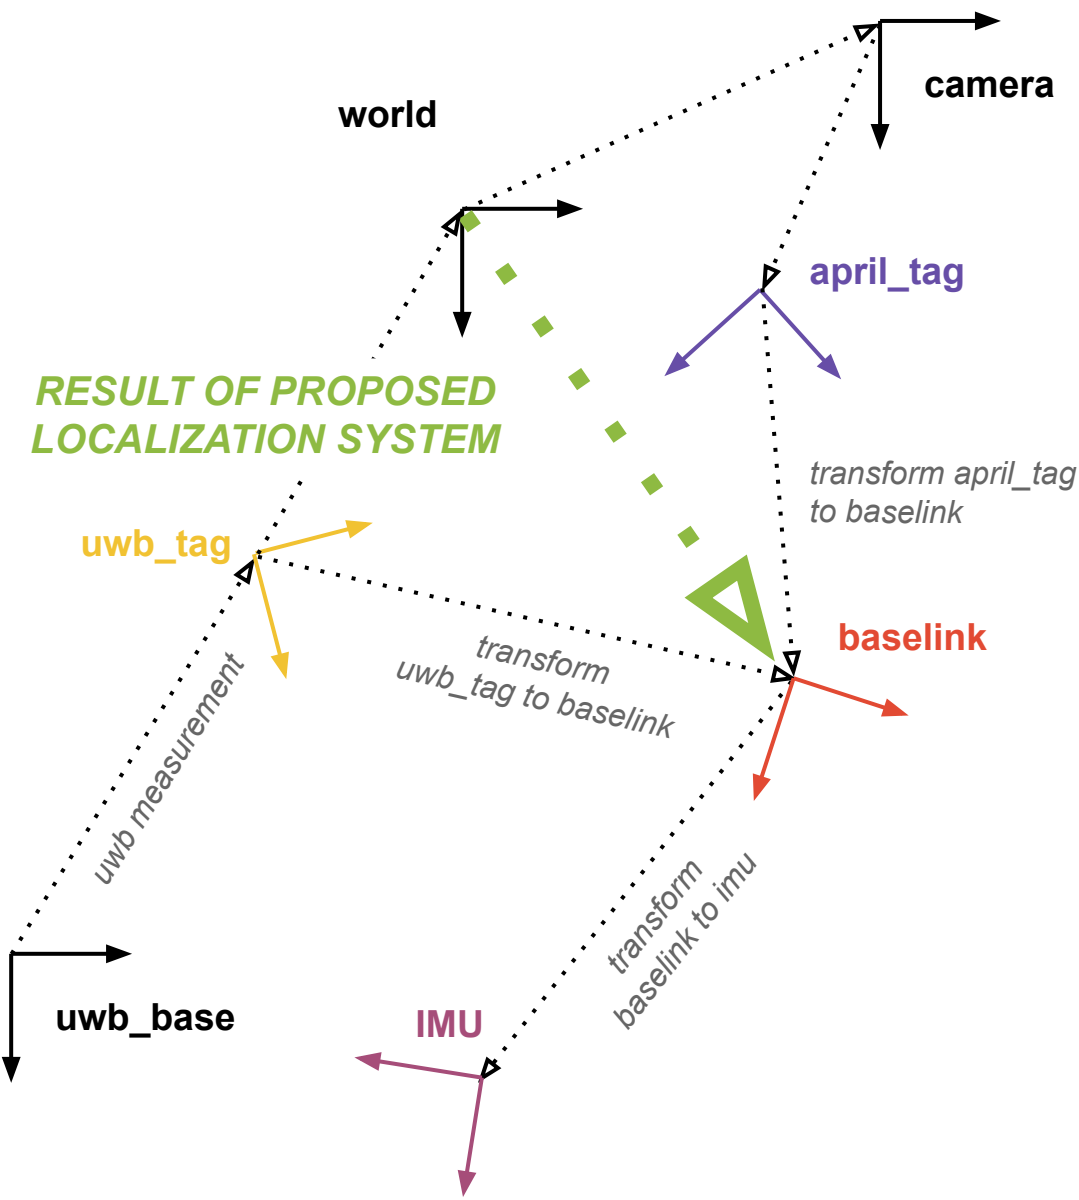 camera
world
april_tag
RESULT OF PROPOSED
LOCALIZATION SYSTEM
transform april_tag
to baselink
uwb_tag
baselink
transform
uwb_tag to baselink
uwb measurement
transform
baselink to imu
uwb_base
IMU